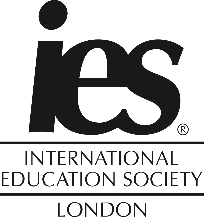 ies®
INTERNATIONAL
EDUCATION SOCIETY
LONDON